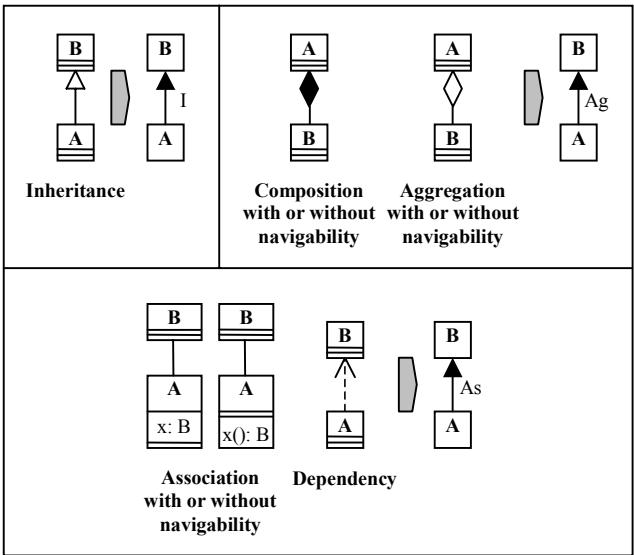 B
B
I
A
A
Inheritance
A
A
B
Ag
B
B
A
Composition
with or without
navigability
Aggregation
with or without
navigability
B
B
B
B
A
A
As
x: B
x(): B
A
A
Association
with or without
navigability
Dependency